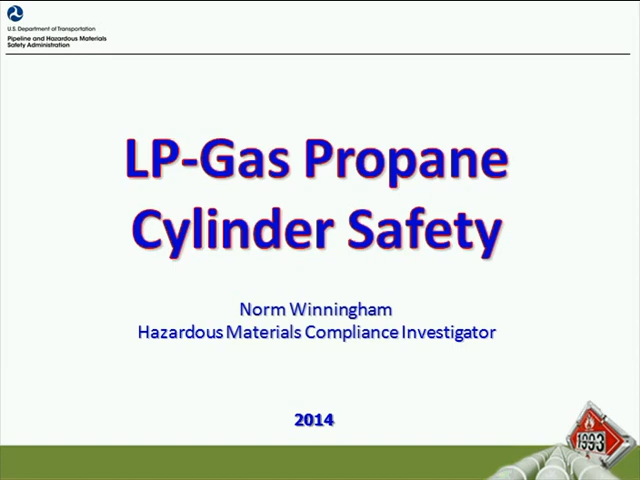 U.S. Department of Transportation
Pipeline and Hazardous Materials
Safety Administration
LP-Gas Propane
Cylinder Safety
Norm Winningham
Hazardous Materials Compliance Investigator
2014
1993